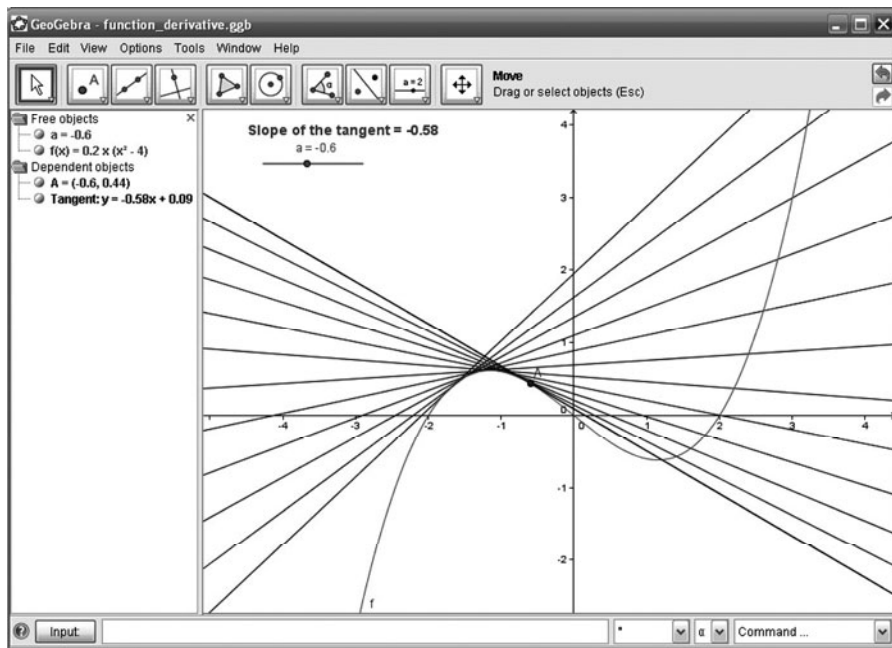 GeoGebra - function_derivative.ggb
File Edit View Options Tools Window Help
A
α
a=2
Move
Drag or select objects (Esc)
Free objects
a = -0.6
f(x) = 0.2 x (x² - 4)
Dependent objects
A = (-0.6, 0.44)
Tangent: y = -0.58x + 0.09
Slope of the tangent = -0.58
a = -0.6
4
3
2
1
0
-1
-2
-4 -3 -2 -1 0 1 2 3 4
A
f
Input:
° α Command ...